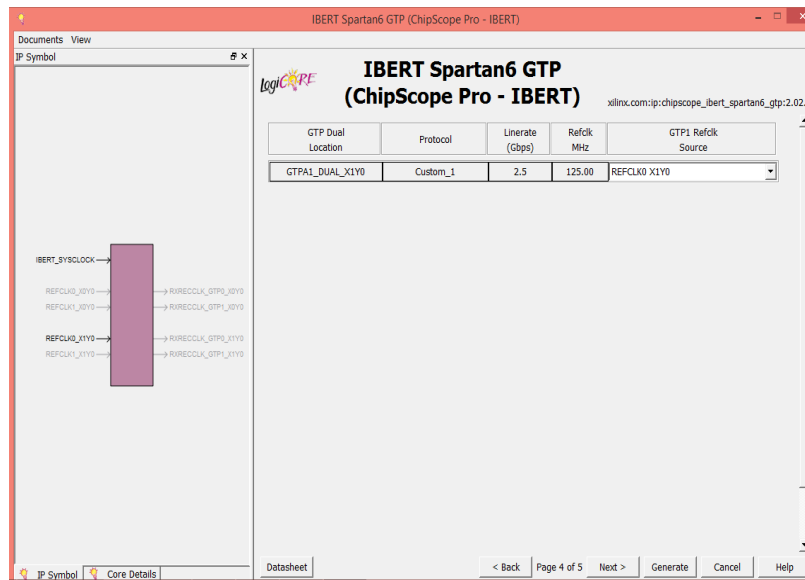 IBERT Spartan6 GTP (ChipScope Pro - IBERT)
Documents View
IP Symbol
IBERT_SYSCLOCK
REFCLK0_X0Y0
REFCLK1_X0Y0
REFCLK0_X1Y0
REFCLK1_X1Y0
RXRECCLK_GTP0_X0Y0
RXRECCLK_GTP1_X0Y0
RXRECCLK_GTP0_X1Y0
RXRECCLK_GTP1_X1Y0
IP Symbol
Core Details
logiCORE
IBERT Spartan6 GTP
(ChipScope Pro - IBERT)
xilinx.com:ip:chipscope_ibert_spartan6_gtp:2.02.
GTP Dual Location Protocol Linerate (Gbps) Refclk MHz GTP1 Refclk Source
GTPA1_DUAL_X1Y0 Custom_1 2.5 125.00 REFCLK0 X1Y0
Datasheet < Back Page 4 of 5 Next > Generate Cancel Help